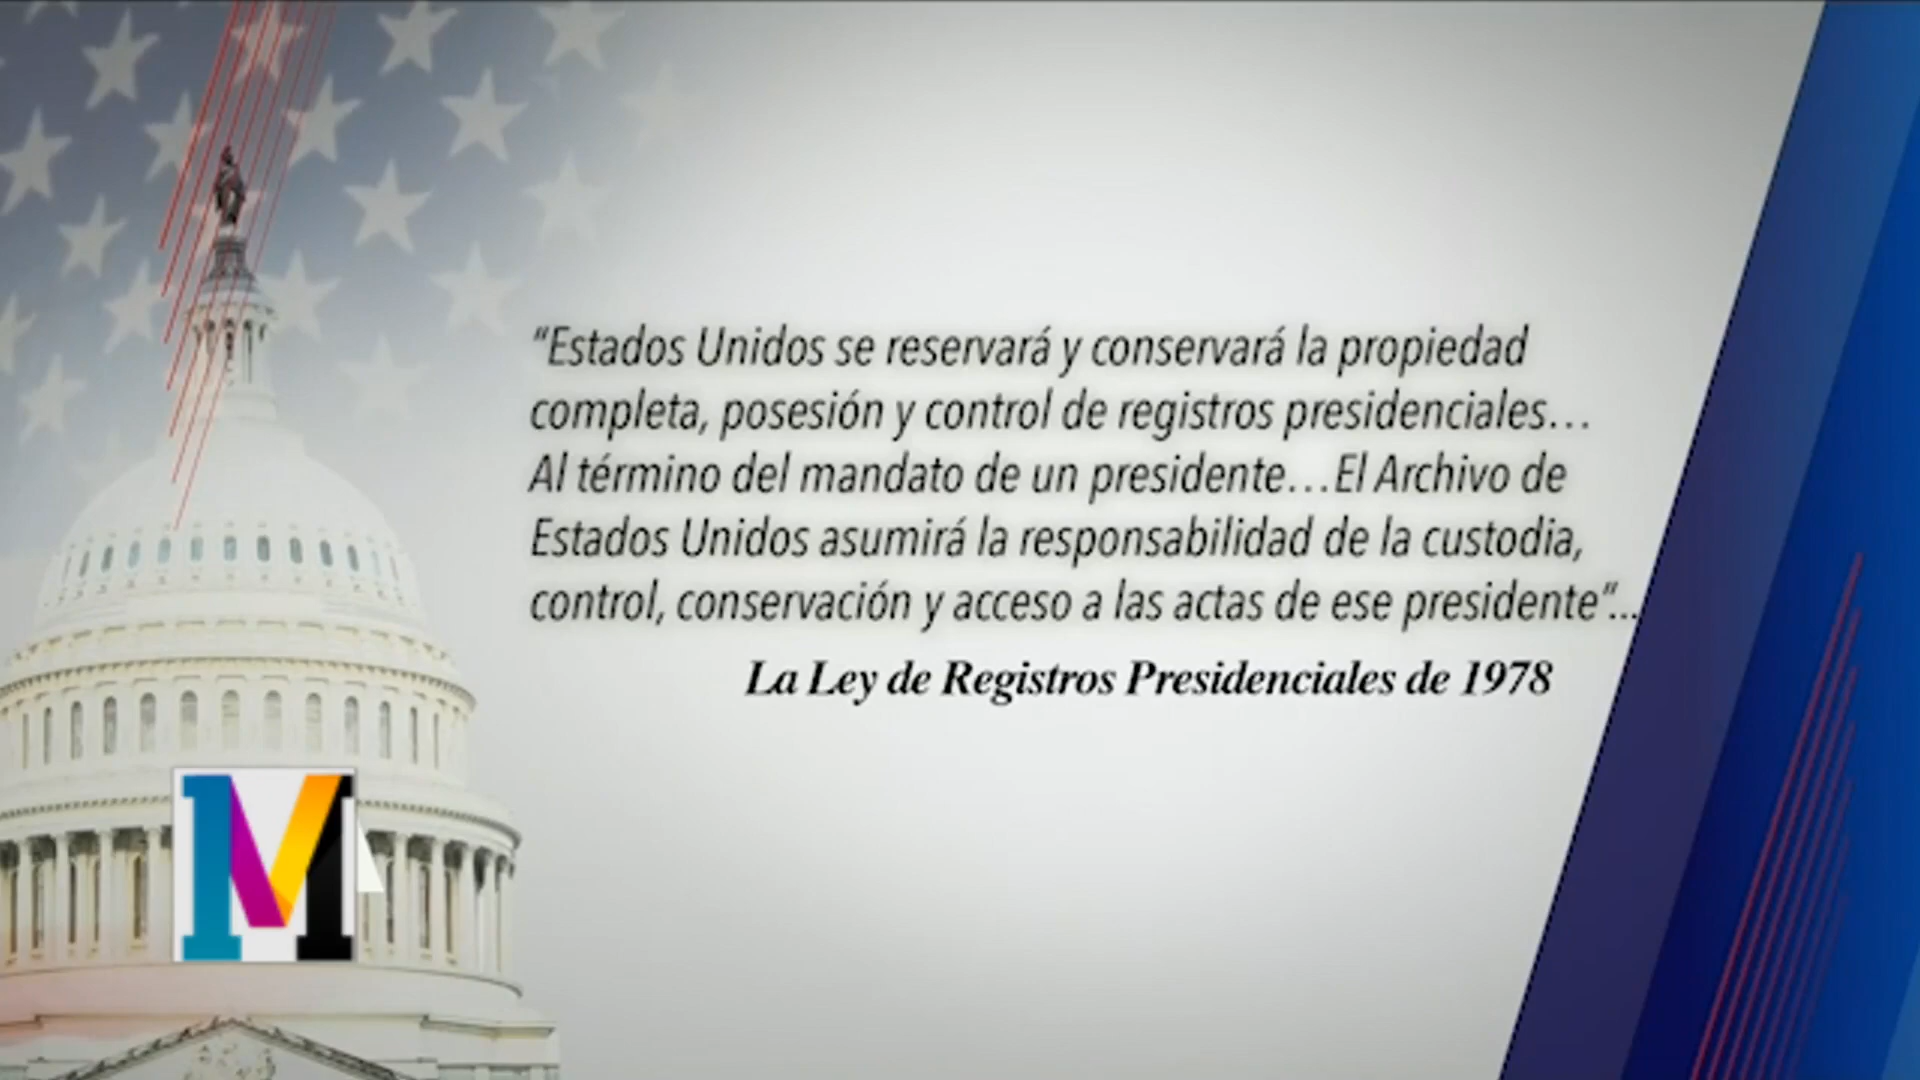 “Estados Unidos se reservará y conservará la propiedad
completa, posesión y control de registros presidenciales…
Al término del mandato de un presidente…El Archivo de
Estados Unidos asumirá la responsabilidad de la custodia,
control, conservación y acceso a las actas de ese presidente”...
La Ley de Registros Presidenciales de 1978
M